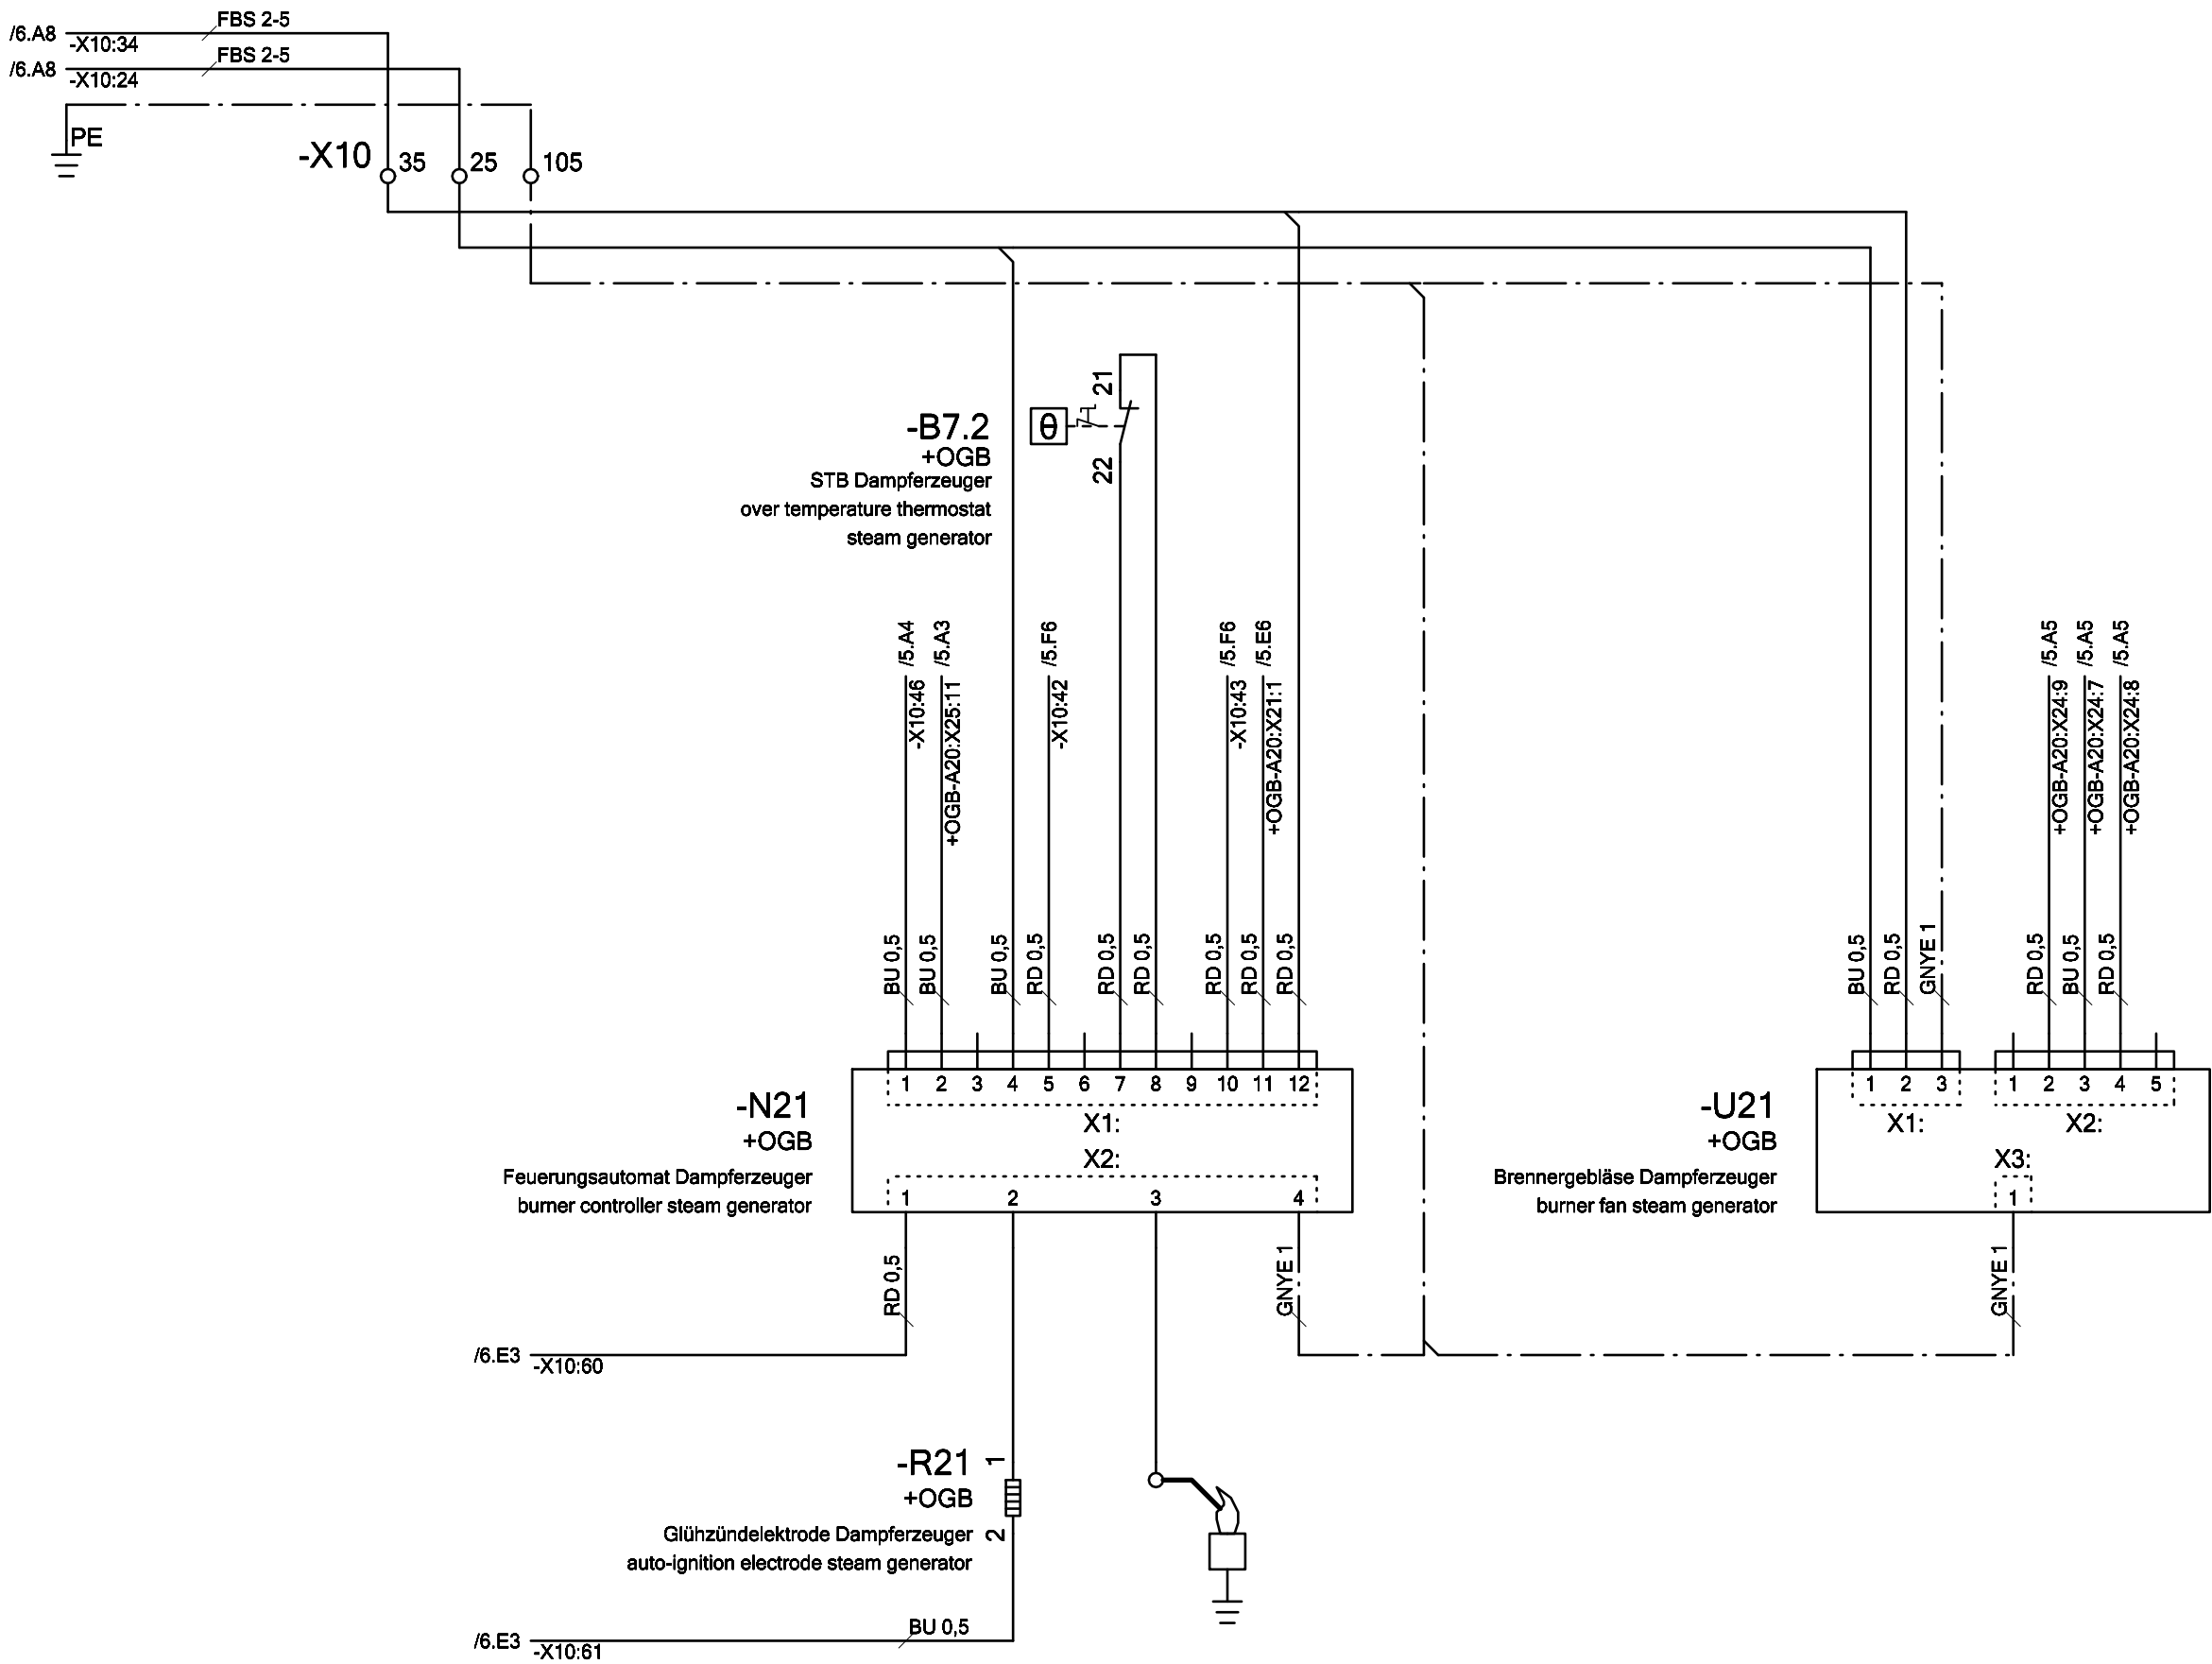 FBS 2-5
/6.A8
-X10:34
FBS 2-5
/6.A8
-X10:24
PE
-X10 35 25 105
21
-B7.2
θ
+OGB
22
STB Dampferzeuger
over temperature thermostat
steam generator
/5.A4 /5.A3 /5.F6 /5.F6 /5.E6 /5.A5 /5.A5 /5.A5
-X10:46 +OGB-A20:X25:11 -X10:42 -X10:43 +OGB-A20:X21:1 +OGB-A20:X24:9 +OGB-A20:X24:7 +OGB-A20:X24:8
BU 0,5 BU 0,5 BU 0,5 RD 0,5 RD 0,5 RD 0,5 RD 0,5 RD 0,5 RD 0,5 BU 0,5 RD 0,5 GNYE 1 RD 0,5 BU 0,5 RD 0,5
1 2 3 4 5 6 7 8 9 10 11 12 1 2 3 1 2 3 4 5
-N21
X1:
-U21
X1: X2:
+OGB
+OGB
X2:
X3:
Feuerungsautomat Dampferzeuger
burner controller steam generator
1 2 3 4
Brennergebläse Dampferzeuger
burner fan steam generator
1
RD 0,5 GNYE 1 GNYE 1
/6.E3
-X10:60
-R21 1
+OGB
Glühzündelektrode Dampferzeuger 2
auto-ignition electrode steam generator
BU 0,5
/6.E3
-X10:61